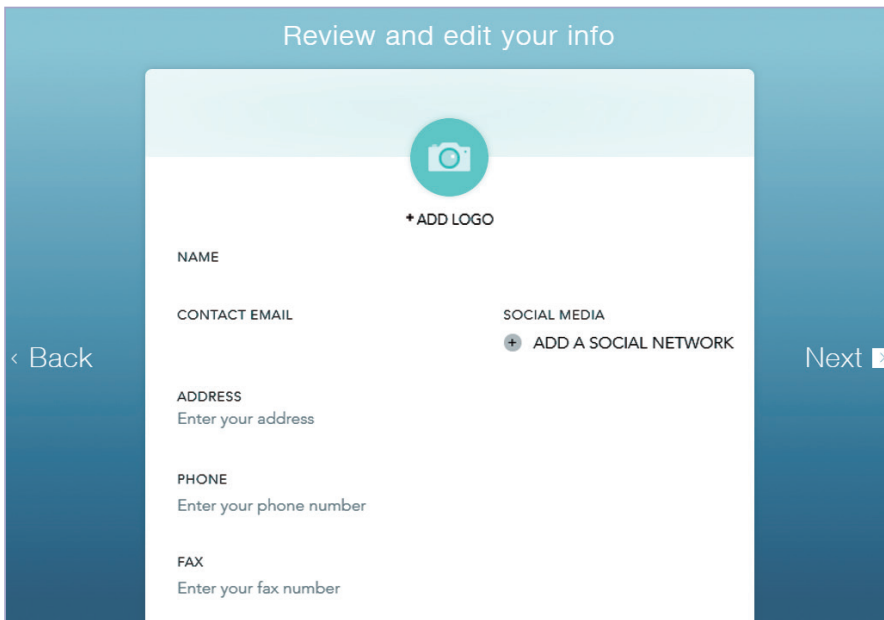 Review and edit your info
+ ADD LOGO
NAME
CONTACT EMAIL
SOCIAL MEDIA
+ ADD A SOCIAL NETWORK
‹ Back
Next ›
ADDRESS
Enter your address
PHONE
Enter your phone number
FAX
Enter your fax number